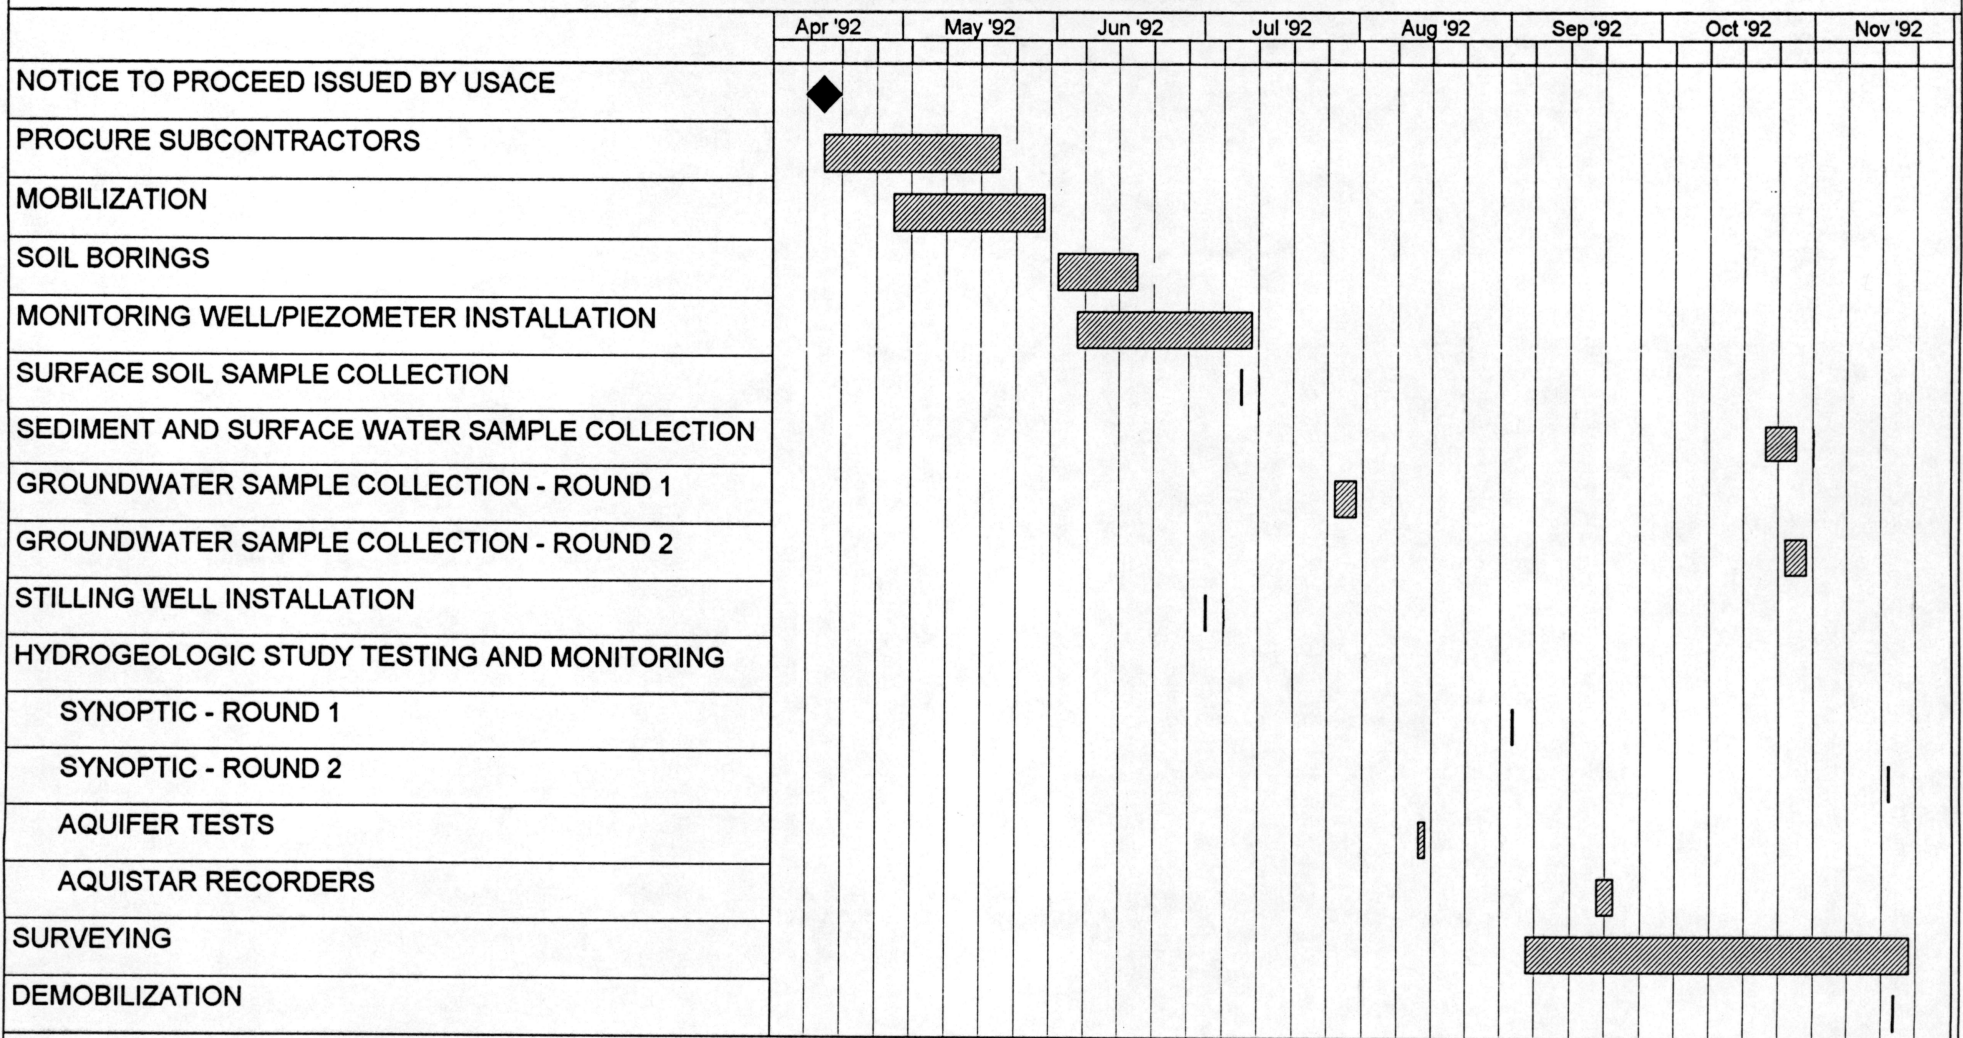 Apr '92 May '92 Jun '92 Jul '92 Aug '92 Sep '92 Oct '92 Nov '92
NOTICE TO PROCEED ISSUED BY USACE
PROCURE SUBCONTRACTORS
MOBILIZATION
SOIL BORINGS
MONITORING WELL/PIEZOMETER INSTALLATION
SURFACE SOIL SAMPLE COLLECTION
SEDIMENT AND SURFACE WATER SAMPLE COLLECTION
GROUNDWATER SAMPLE COLLECTION - ROUND 1
GROUNDWATER SAMPLE COLLECTION - ROUND 2
STILLING WELL INSTALLATION
HYDROGEOLOGIC STUDY TESTING AND MONITORING
SYNOPTIC - ROUND 1
SYNOPTIC - ROUND 2
AQUIFER TESTS
AQUISTAR RECORDERS
SURVEYING
DEMOBILIZATION